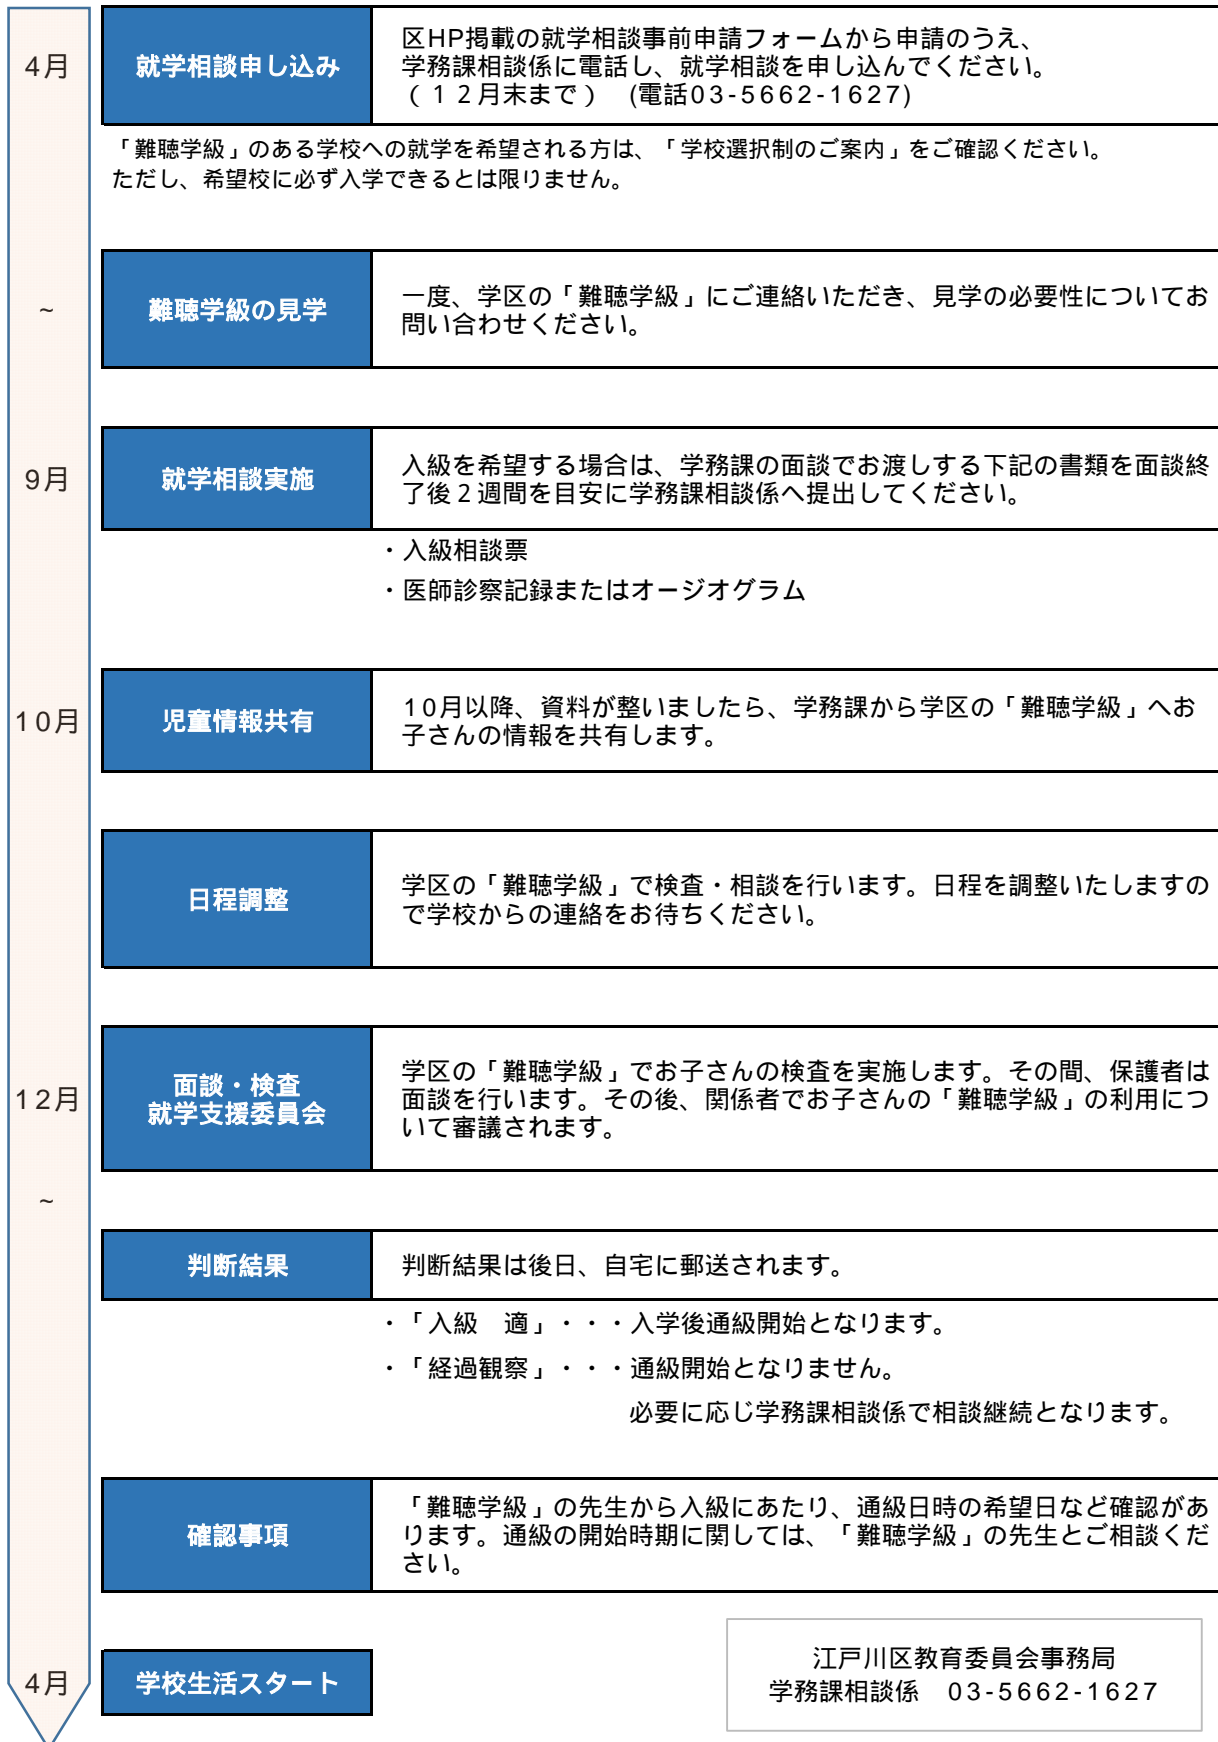 4月
就学相談申し込み
区HP掲載の就学相談事前申請フォームから申請のうえ、
学務課相談係に電話し、就学相談を申し込んでください。
(12月末まで) (電話03-5662-1627)
「難聴学級」のある学校への就学を希望される方は、「学校選択制のご案内」をご確認ください。
ただし、希望校に必ず入学できるとは限りません。
~
難聴学級の見学
一度、学区の「難聴学級」にご連絡いただき、見学の必要性についてお
問い合わせください。
9月
就学相談実施
入級を希望する場合は、学務課の面談でお渡しする下記の書類を面談終
了後2週間を目安に学務課相談係へ提出してください。
・入級相談票
・医師診察記録またはオージオグラム
10月
児童情報共有
10月以降、資料が整いましたら、学務課から学区の「難聴学級」へお
子さんの情報を共有します。
日程調整
学区の「難聴学級」で検査・相談を行います。日程を調整いたしますの
で学校からの連絡をお待ちください。
12月
面談・検査
就学支援委員会
学区の「難聴学級」でお子さんの検査を実施します。その間、保護者は
面談を行います。その後、関係者でお子さんの「難聴学級」の利用につ
いて審議されます。
~
判断結果
判断結果は後日、自宅に郵送されます。
・「入級　適」・・・入学後通級開始となります。
・「経過観察」・・・通級開始となりません。
必要に応じ学務課相談係で相談継続となります。
確認事項
「難聴学級」の先生から入級にあたり、通級日時の希望日など確認があ
ります。通級の開始時期に関しては、「難聴学級」の先生とご相談くだ
さい。
4月
学校生活スタート
江戸川区教育委員会事務局
学務課相談係　03-5662-1627